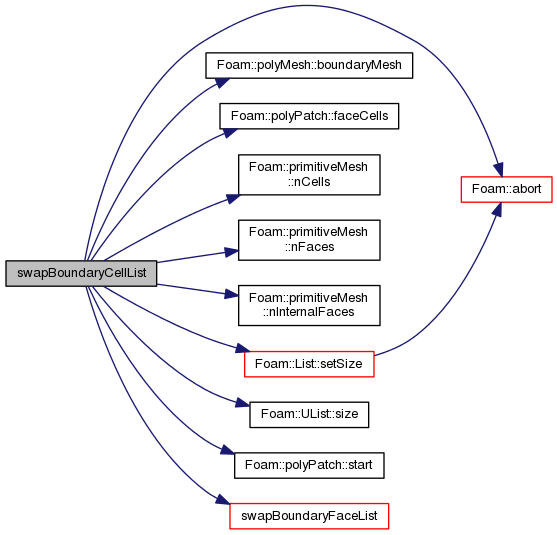 Foam::polyMesh::boundaryMesh
Foam::polyPatch::faceCells
Foam::primitiveMesh
::nCells
Foam::abort
Foam::primitiveMesh
::nFaces
swapBoundaryCellList
Foam::primitiveMesh
::nInternalFaces
Foam::List::setSize
Foam::UList::size
Foam::polyPatch::start
swapBoundaryFaceList